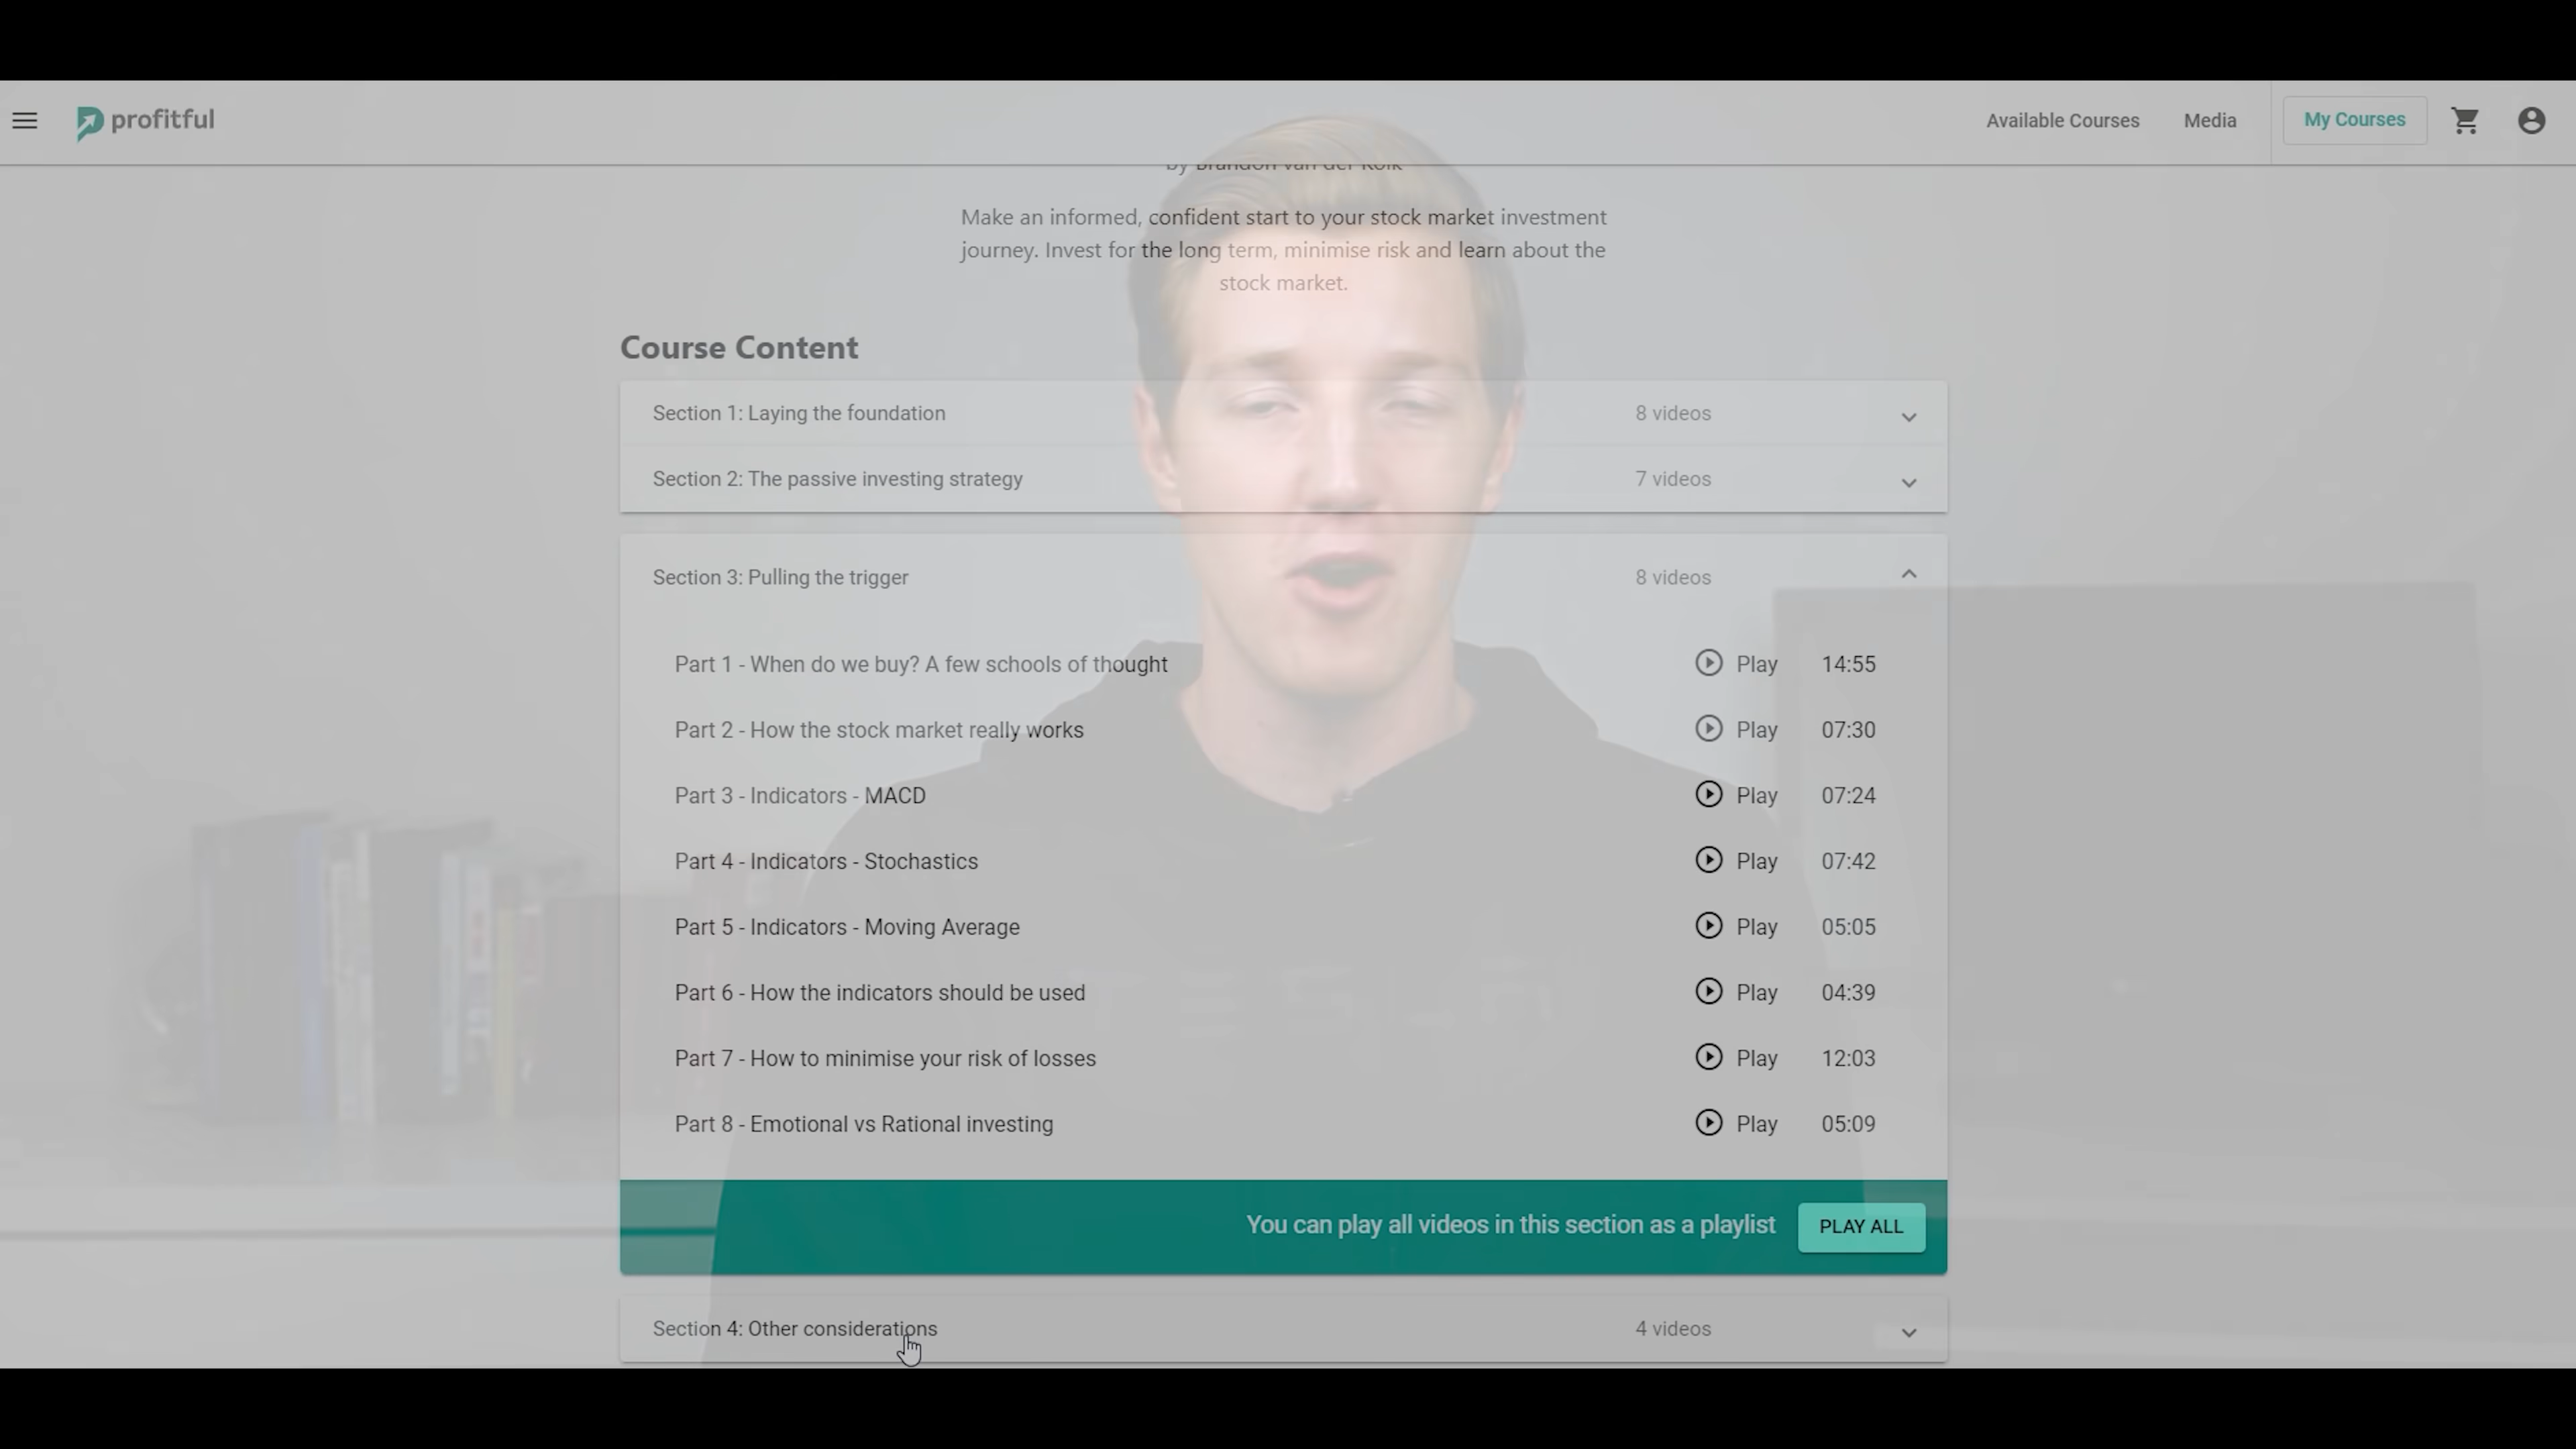 profitful
Available Courses
Media
My Courses
by Brandon van der Kolk
Make an informed, confident start to your stock market investment
journey. Invest for the long term, minimise risk and learn about the
stock market.
Course Content
Section 1: Laying the foundation 8 videos
Section 2: The passive investing strategy 7 videos
Section 3: Pulling the trigger 8 videos
Part 1 - When do we buy? A few schools of thought Play 14:55
Part 2 - How the stock market really works Play 07:30
Part 3 - Indicators - MACD Play 07:24
Part 4 - Indicators - Stochastics Play 07:42
Part 5 - Indicators - Moving Average Play 05:05
Part 6 - How the indicators should be used Play 04:39
Part 7 - How to minimise your risk of losses Play 12:03
Part 8 - Emotional vs Rational investing Play 05:09
You can play all videos in this section as a playlist PLAY ALL
Section 4: Other considerations 4 videos
TESLA